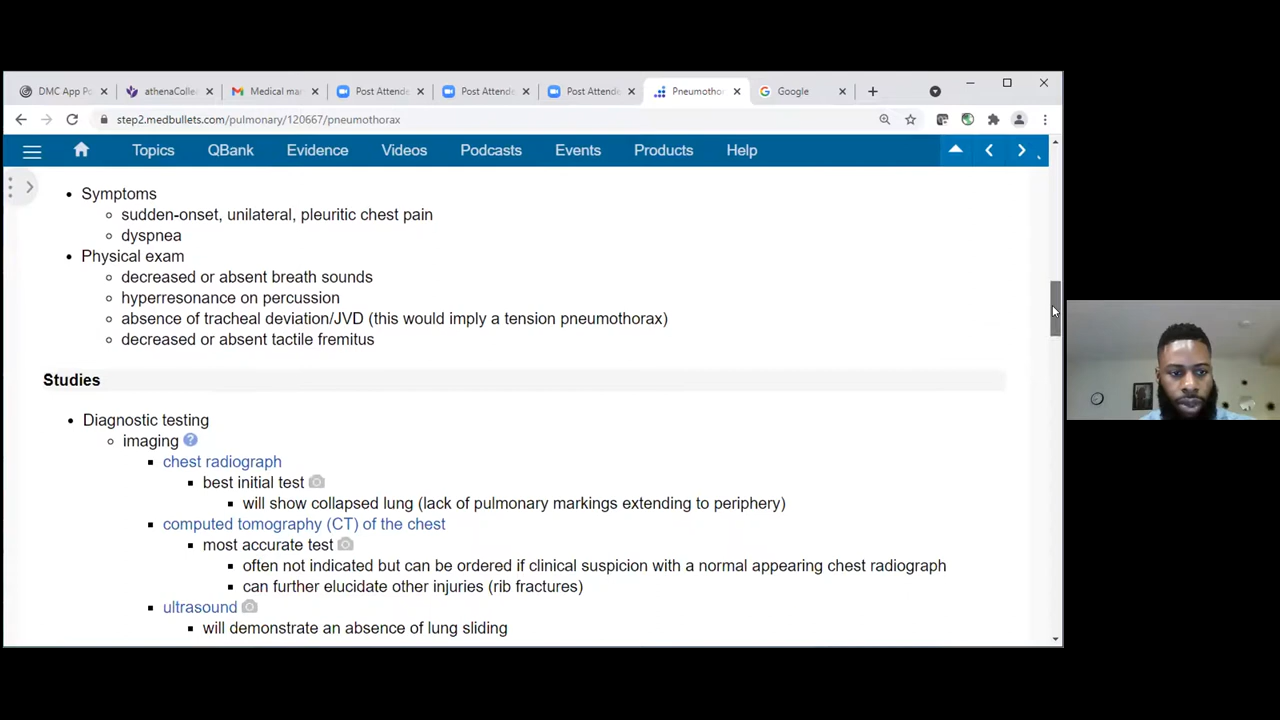 DMC App Po
athenaColle
Medical mar
Post Attende
Post Attende
Post Attende
Pneumotho
Google
step2.medbullets.com/pulmonary/120667/pneumothorax
Topics QBank Evidence Videos Podcasts Events Products Help
• Symptoms
◦ sudden-onset, unilateral, pleuritic chest pain
◦ dyspnea
• Physical exam
◦ decreased or absent breath sounds
◦ hyperresonance on percussion
◦ absence of tracheal deviation/JVD (this would imply a tension pneumothorax)
◦ decreased or absent tactile fremitus
Studies
• Diagnostic testing
◦ imaging ?
▪ chest radiograph
▪ best initial test
▪ will show collapsed lung (lack of pulmonary markings extending to periphery)
▪ computed tomography (CT) of the chest
▪ most accurate test
▪ often not indicated but can be ordered if clinical suspicion with a normal appearing chest radiograph
▪ can further elucidate other injuries (rib fractures)
▪ ultrasound
▪ will demonstrate an absence of lung sliding